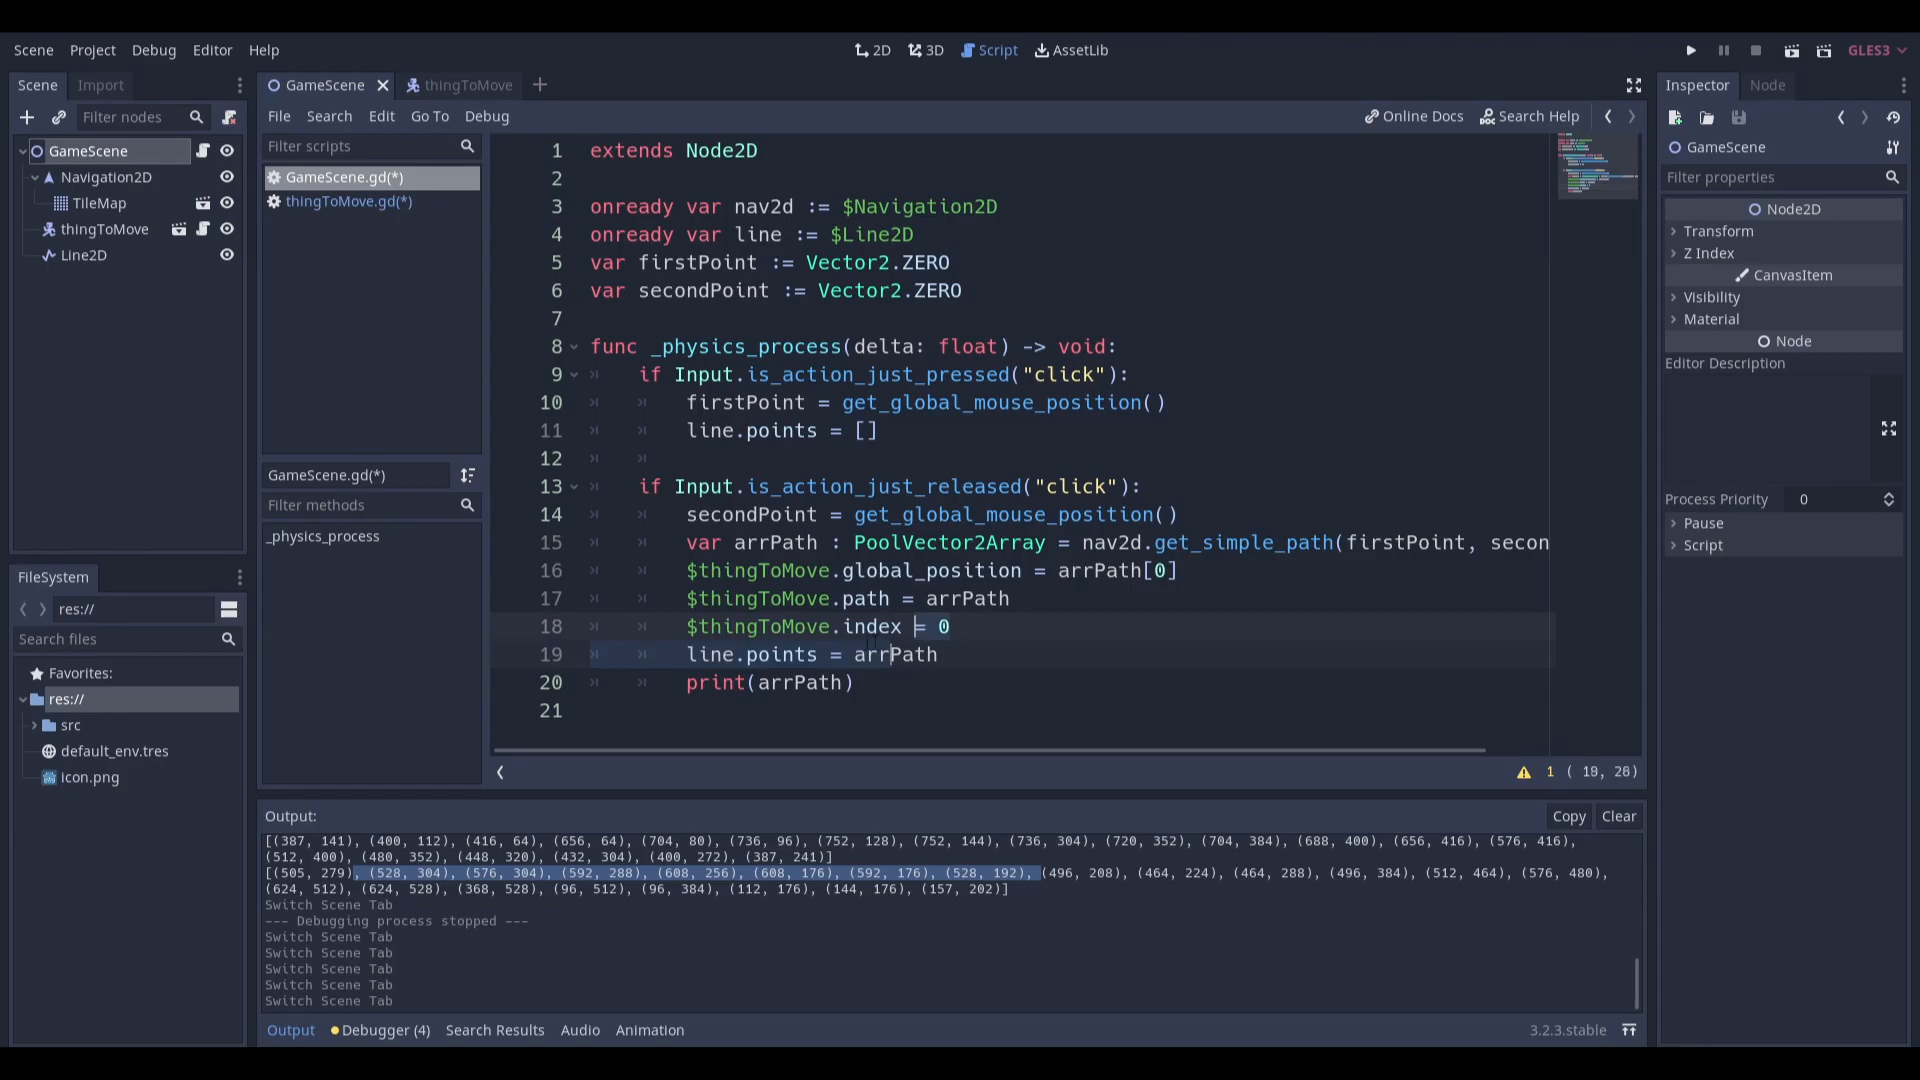 Scene Project Debug Editor Help
2D 3D Script AssetLib
GLES3
Scene Import
GameScene thingToMove
Inspector Node
Filter nodes
File Search Edit Go To Debug
Online Docs Search Help
Filter scripts
GameScene.gd(*)
thingToMove.gd(*)
GameScene
Navigation2D
TileMap
thingToMove
Line2D
GameScene.gd(*)
Filter methods
_physics_process
1 extends Node2D
2
3 onready var nav2d := $Navigation2D
4 onready var line := $Line2D
5 var firstPoint := Vector2.ZERO
6 var secondPoint := Vector2.ZERO
7
8 func _physics_process(delta: float) -> void:
9 if Input.is_action_just_pressed("click"):
10 firstPoint = get_global_mouse_position()
11 line.points = []
12
13 if Input.is_action_just_released("click"):
14 secondPoint = get_global_mouse_position()
15 var arrPath : PoolVector2Array = nav2d.get_simple_path(firstPoint, secon
16 $thingToMove.global_position = arrPath[0]
17 $thingToMove.path = arrPath
18 $thingToMove.index = 0
19 line.points = arrPath
20 print(arrPath)
21
GameScene
Filter properties
Node2D
Transform
Z Index
CanvasItem
Visibility
Material
Node
Editor Description
Process Priority 0
Pause
Script
FileSystem
res://
Search files
Favorites:
res://
src
default_env.tres
icon.png
Output:
Copy Clear
[(387, 141), (400, 112), (416, 64), (656, 64), (704, 80), (736, 96), (752, 128), (752, 144), (736, 304), (720, 352), (704, 384), (688, 400), (656, 416), (576, 416),
(512, 400), (480, 352), (448, 320), (432, 304), (400, 272), (387, 241)]
[(505, 279), (528, 304), (576, 304), (592, 288), (608, 256), (608, 176), (592, 176), (528, 192), (496, 208), (464, 224), (464, 288), (496, 384), (512, 464), (576, 480),
(624, 512), (624, 528), (368, 528), (96, 512), (96, 384), (112, 176), (144, 176), (157, 202)]
Switch Scene Tab
--- Debugging process stopped ---
Switch Scene Tab
Switch Scene Tab
Switch Scene Tab
Switch Scene Tab
Switch Scene Tab
Output Debugger (4) Search Results Audio Animation
3.2.3.stable